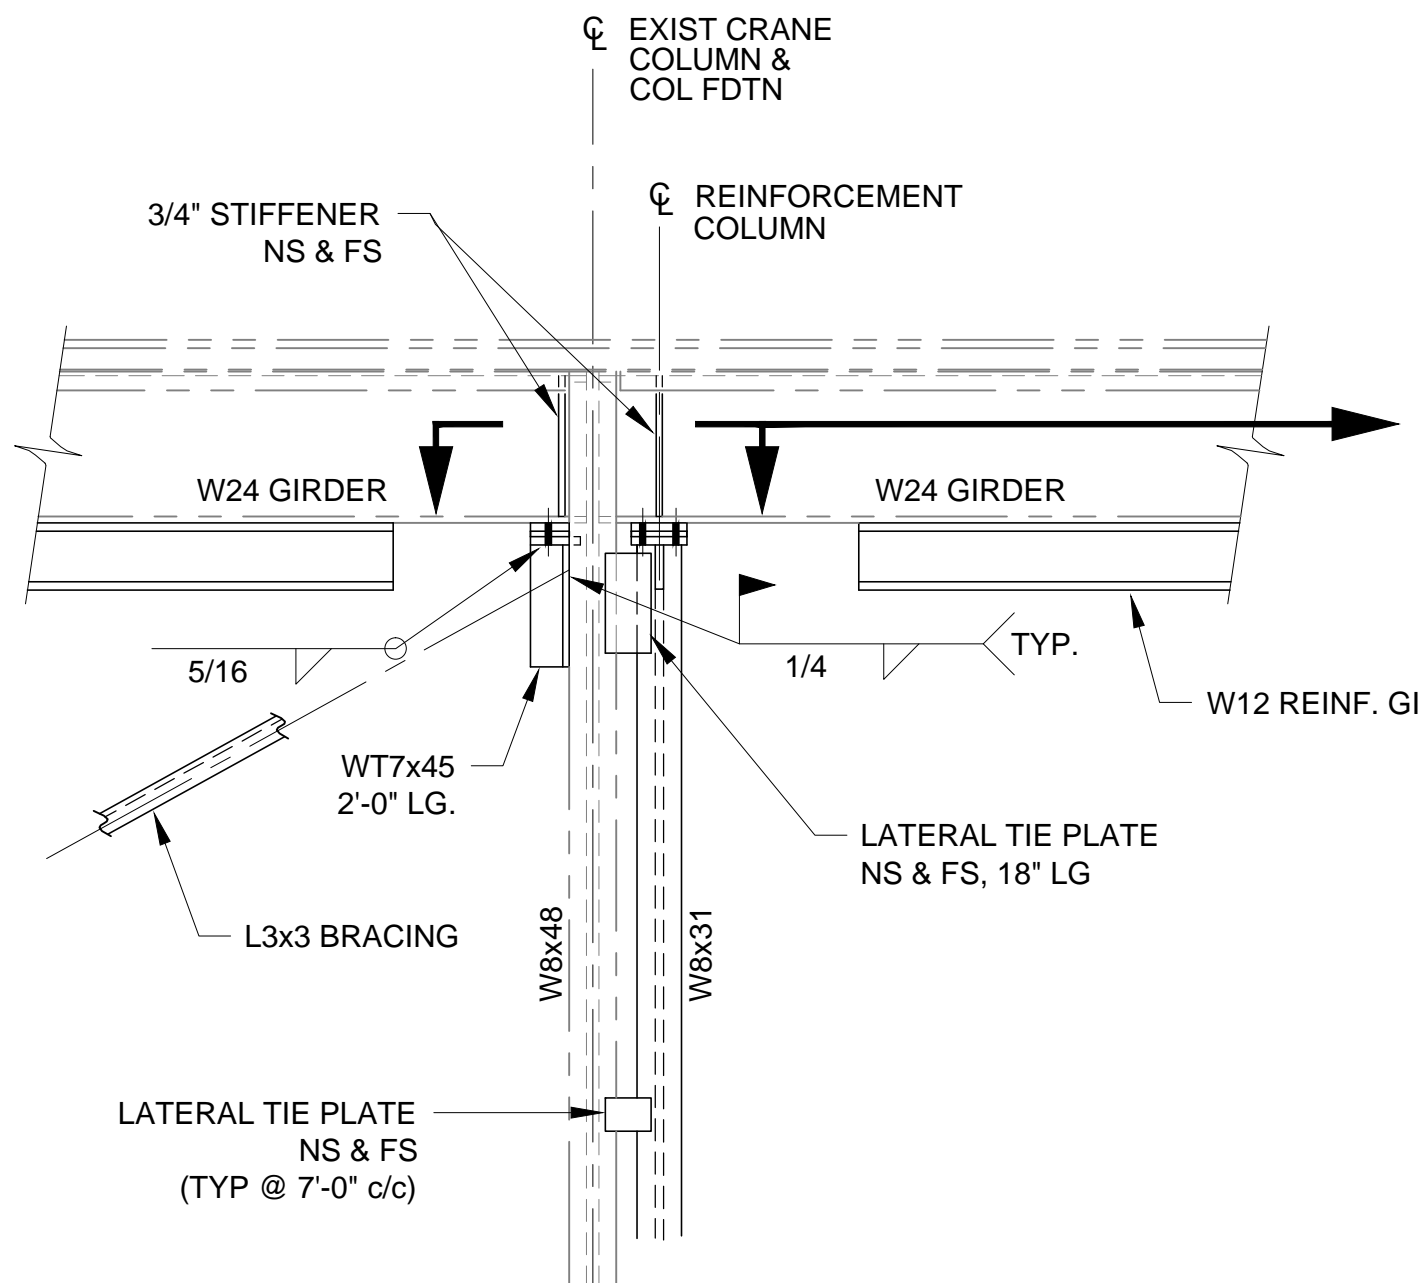 ℄ EXIST CRANE
COLUMN &
COL FDTN
℄ REINFORCEMENT
COLUMN
3/4" STIFFENER
NS & FS
W24 GIRDER
W24 GIRDER
5/16
1/4
TYP.
W12 REINF. GI
WT7x45
2'-0" LG.
LATERAL TIE PLATE
NS & FS, 18" LG
L3x3 BRACING
W8x48
W8x31
LATERAL TIE PLATE
NS & FS
(TYP @ 7'-0" c/c)